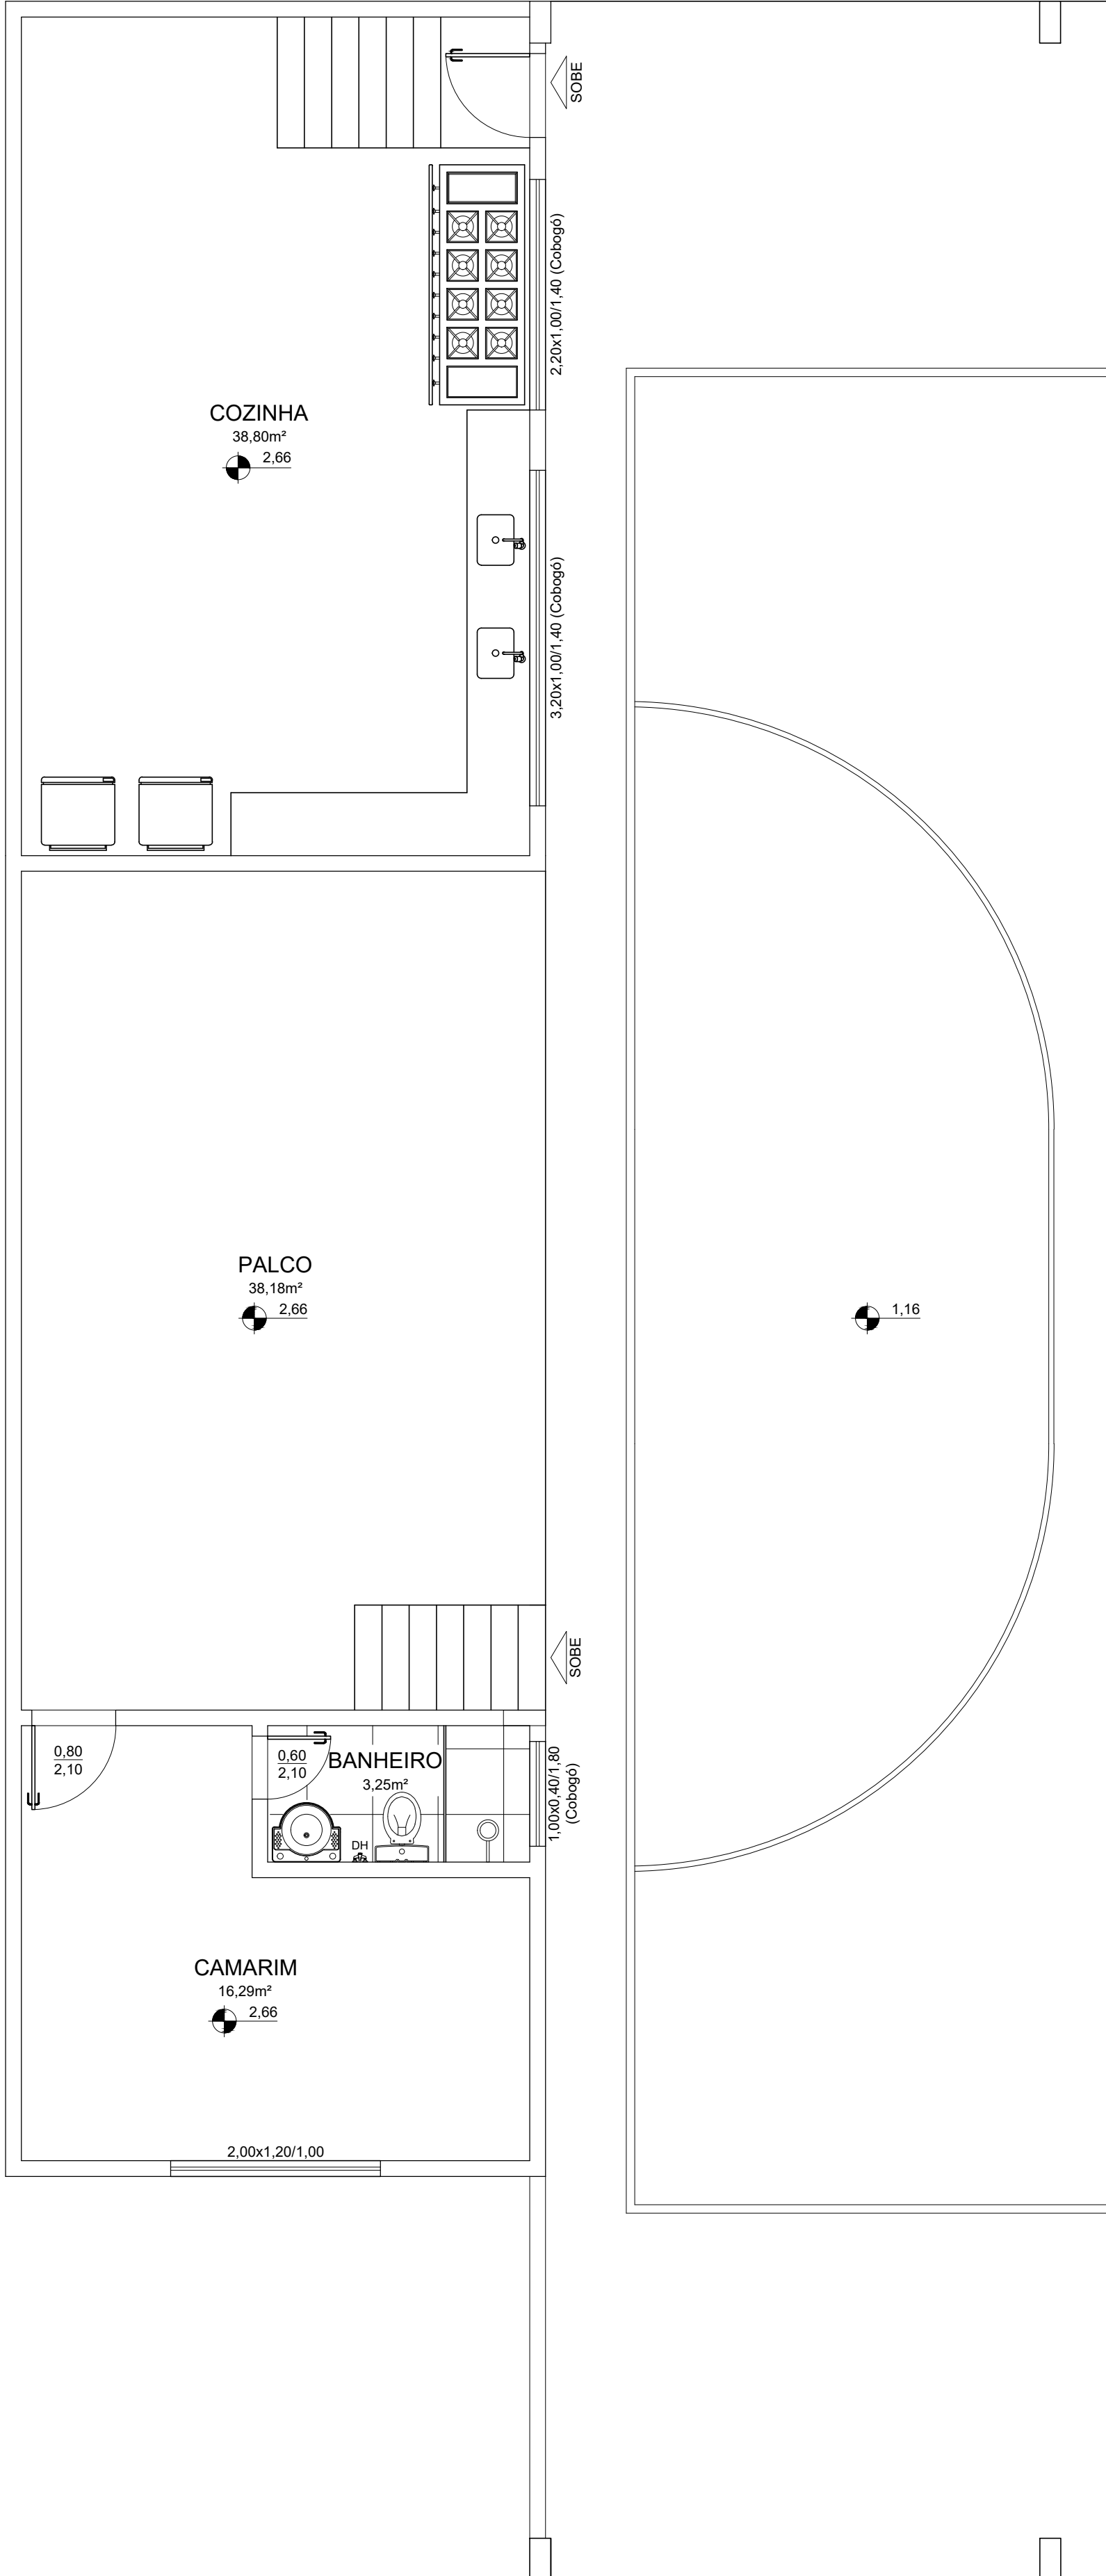 SOBE
2,20x1,00/1,40 (Cobogó)
COZINHA
38,80m²
2,66
3,20x1,00/1,40 (Cobogó)
PALCO
38,18m²
2,66
1,16
SOBE
0,80
2,10
0,60
2,10
BANHEIRO
3,25m²
DH
1,00x0,40/1,80
(Cobogó)
CAMARIM
16,29m²
2,66
2,00x1,20/1,00